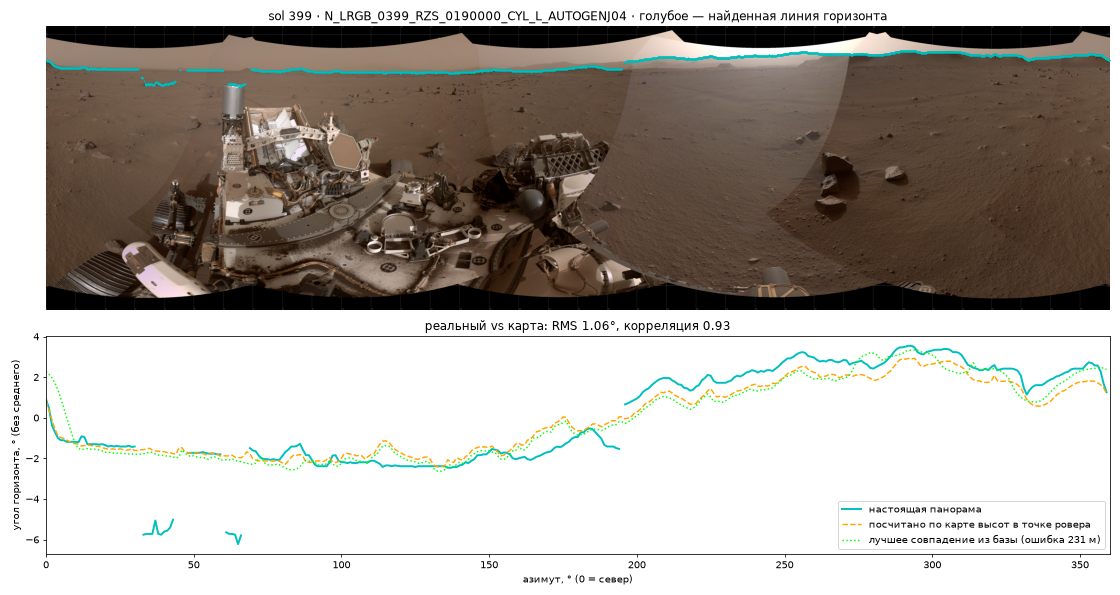 sol 399 · N_LRGB_0399_RZS_0190000_CYL_L_AUTOGENJ04 · голубое — найденная линия горизонта
реальный vs карта: RMS 1.06°, корреляция 0.93
угол горизонта, ° (без среднего)
4
2
0
−2
−4
−6
настоящая панорама
посчитано по карте высот в точке ровера
лучшее совпадение из базы (ошибка 231 м)
0 50 100 150 200 250 300 350
азимут, ° (0 = север)